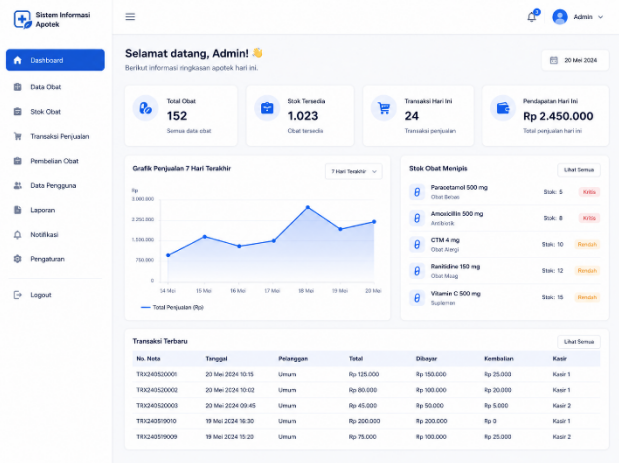 Sistem Informasi
Apotek
Dashboard
Data Obat
Stok Obat
Transaksi Penjualan
Pembelian Obat
Data Pengguna
Laporan
Notifikasi
Pengaturan
Logout
Admin
Selamat datang, Admin! 👋
Berikut informasi ringkasan apotek hari ini.
20 Mei 2024
Total Obat
152
Semua data obat
Stok Tersedia
1.023
Obat tersedia
Transaksi Hari Ini
24
Transaksi penjualan
Pendapatan Hari Ini
Rp 2.450.000
Total penjualan hari ini
Grafik Penjualan 7 Hari Terakhir
7 Hari Terakhir
Rp
3.000.000
2.250.000
1.500.000
750.000
0
14 Mei 15 Mei 16 Mei 17 Mei 18 Mei 19 Mei 20 Mei
Total Penjualan (Rp)
Stok Obat Menipis
Lihat Semua
Paracetamol 500 mg Stok: 5 Kritis
Obat Bebas
Amoxicillin 500 mg Stok: 8 Kritis
Antibiotik
CTM 4 mg Stok: 10 Rendah
Obat Alergi
Ranitidine 150 mg Stok: 12 Rendah
Obat Maag
Vitamin C 500 mg Stok: 15 Rendah
Suplemen
Transaksi Terbaru
Lihat Semua
No. Nota Tanggal Pelanggan Total Dibayar Kembalian Kasir
TRX240520001 20 Mei 2024 10:15 Umum Rp 125.000 Rp 150.000 Rp 25.000 Kasir 1
TRX240520002 20 Mei 2024 10:02 Umum Rp 80.000 Rp 100.000 Rp 20.000 Kasir 1
TRX240520003 20 Mei 2024 09:45 Umum Rp 45.000 Rp 50.000 Rp 5.000 Kasir 2
TRX240519010 19 Mei 2024 16:30 Umum Rp 200.000 Rp 200.000 Rp 0 Kasir 1
TRX240519009 19 Mei 2024 15:20 Umum Rp 75.000 Rp 100.000 Rp 25.000 Kasir 2